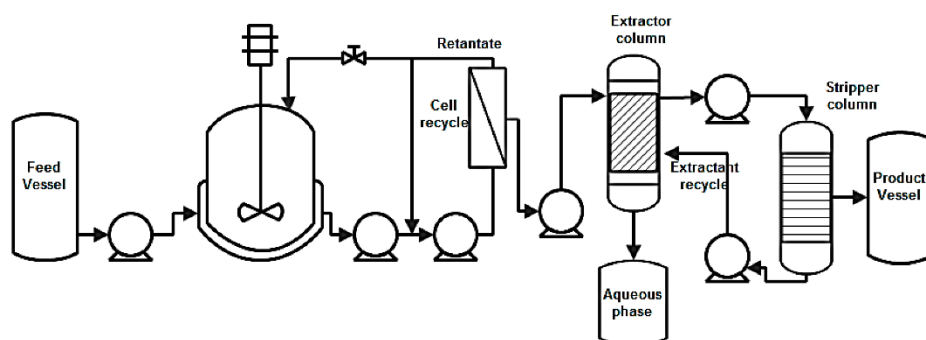 Extractor
column
Retantate
Stripper
column
Cell
recycle
Feed
Vessel
Extractant
recycle
Product
Vessel
Aqueous
phase